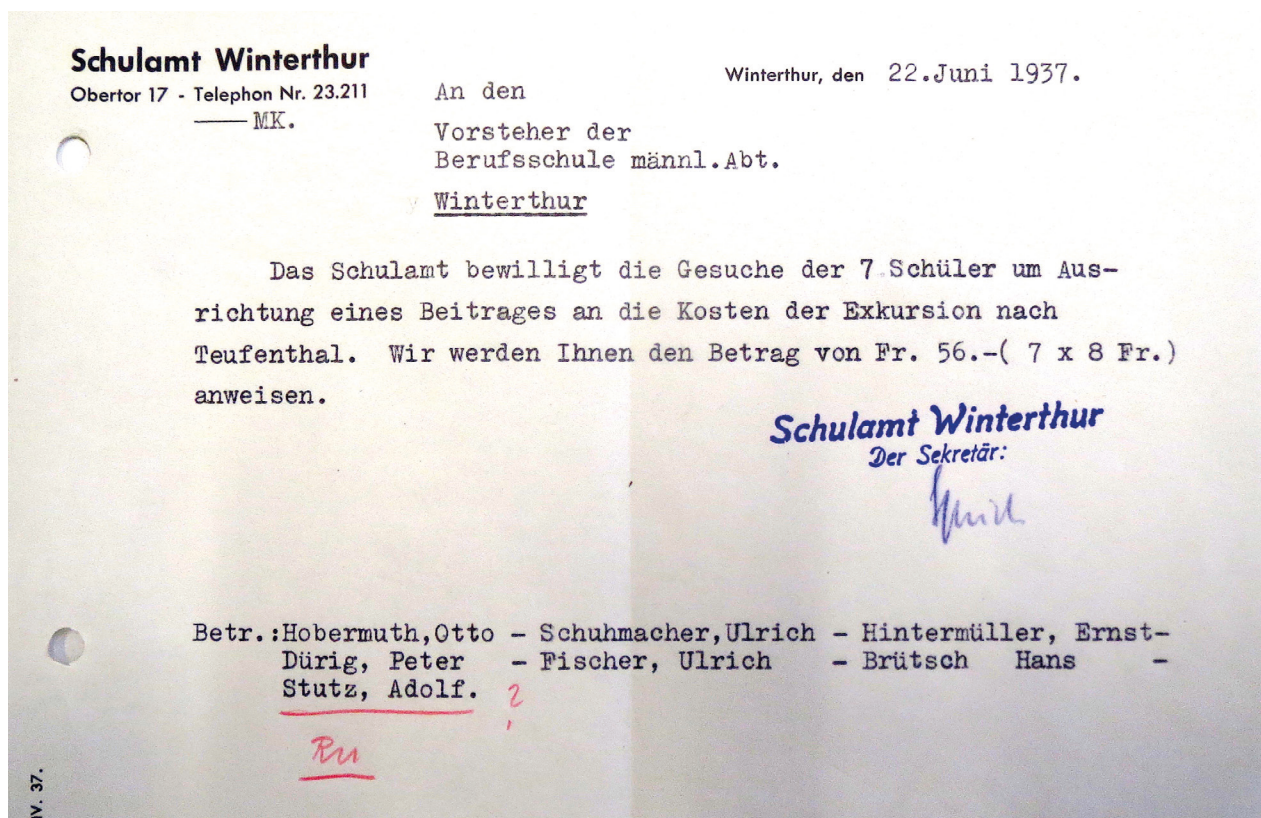 Schulamt Winterthur
Obertor 17 - Telephon Nr. 23.211
MK.
Winterthur, den 22.Juni 1937.
An den
Vorsteher der
Berufsschule männl.Abt.
Winterthur
Das Schulamt bewilligt die Gesuche der 7 Schüler um Aus-
richtung eines Beitrages an die Kosten der Exkursion nach
Teufenthal. Wir werden Ihnen den Betrag von Fr. 56.-( 7 x 8 Fr.)
anweisen.
Schulamt Winterthur
Der Sekretär:
Betr.:Hobermuth,Otto - Schuhmacher,Ulrich - Hintermüller, Ernst-
Dürig, Peter - Fischer, Ulrich - Brütsch Hans -
Stutz, Adolf. ?
Ru
IV. 37.